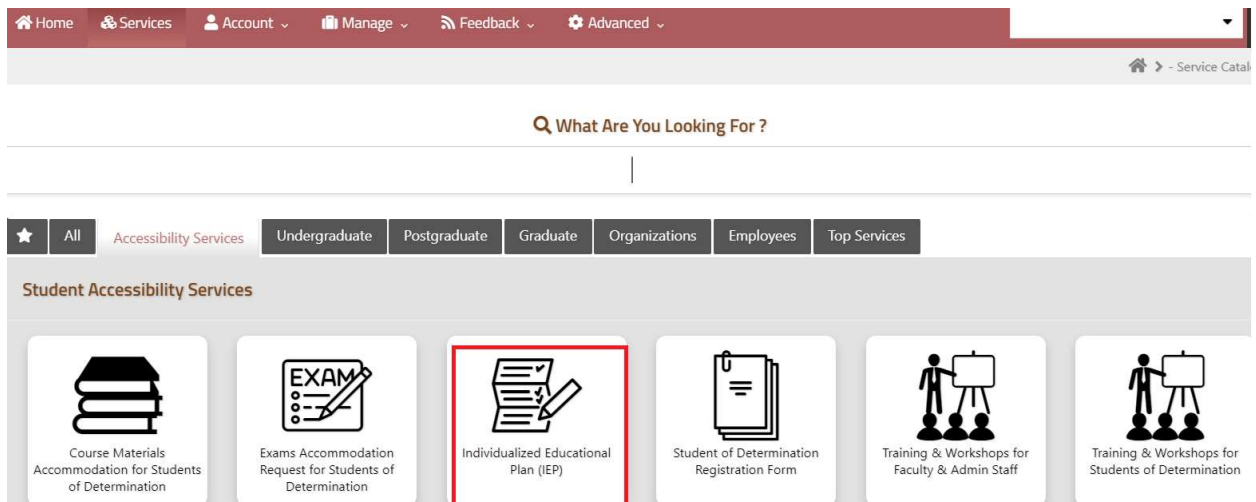 Home Services Account Manage Feedback Advanced
> - Service Catal
What Are You Looking For ?
All Accessibility Services Undergraduate Postgraduate Graduate Organizations Employees Top Services
Student Accessibility Services
EXAM
Course Materials
Accommodation for Students
of Determination
Exams Accommodation
Request for Students of
Determination
Individualized Educational
Plan (IEP)
Student of Determination
Registration Form
Training & Workshops for
Faculty & Admin Staff
Training & Workshops for
Students of Determination